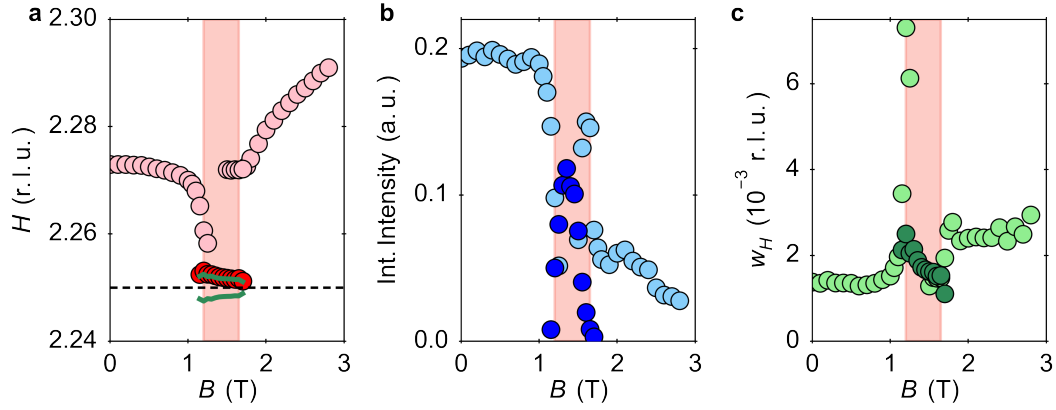 a
2.30
2.28
2.26
2.24
H (r. l. u.)
0 1 2 3
B (T)
b
0.2
0.1
0.0
Int. Intensity (a. u.)
0 1 2 3
B (T)
c
6
4
2
0
w_H (10⁻³ r. l. u.)
0 1 2 3
B (T)